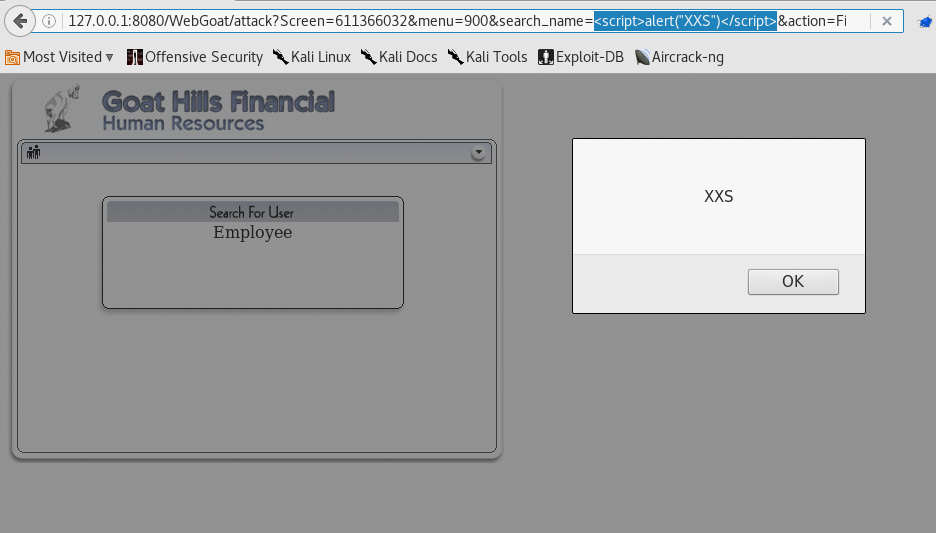 127.0.0.1:8080/WebGoat/attack?Screen=611366032&menu=900&search_name=<script>alert("XXS")</script>&action=Fi
Most Visited Offensive Security Kali Linux Kali Docs Kali Tools Exploit-DB Aircrack-ng
Goat Hills Financial
Human Resources
Search For User
Employee
XXS
OK